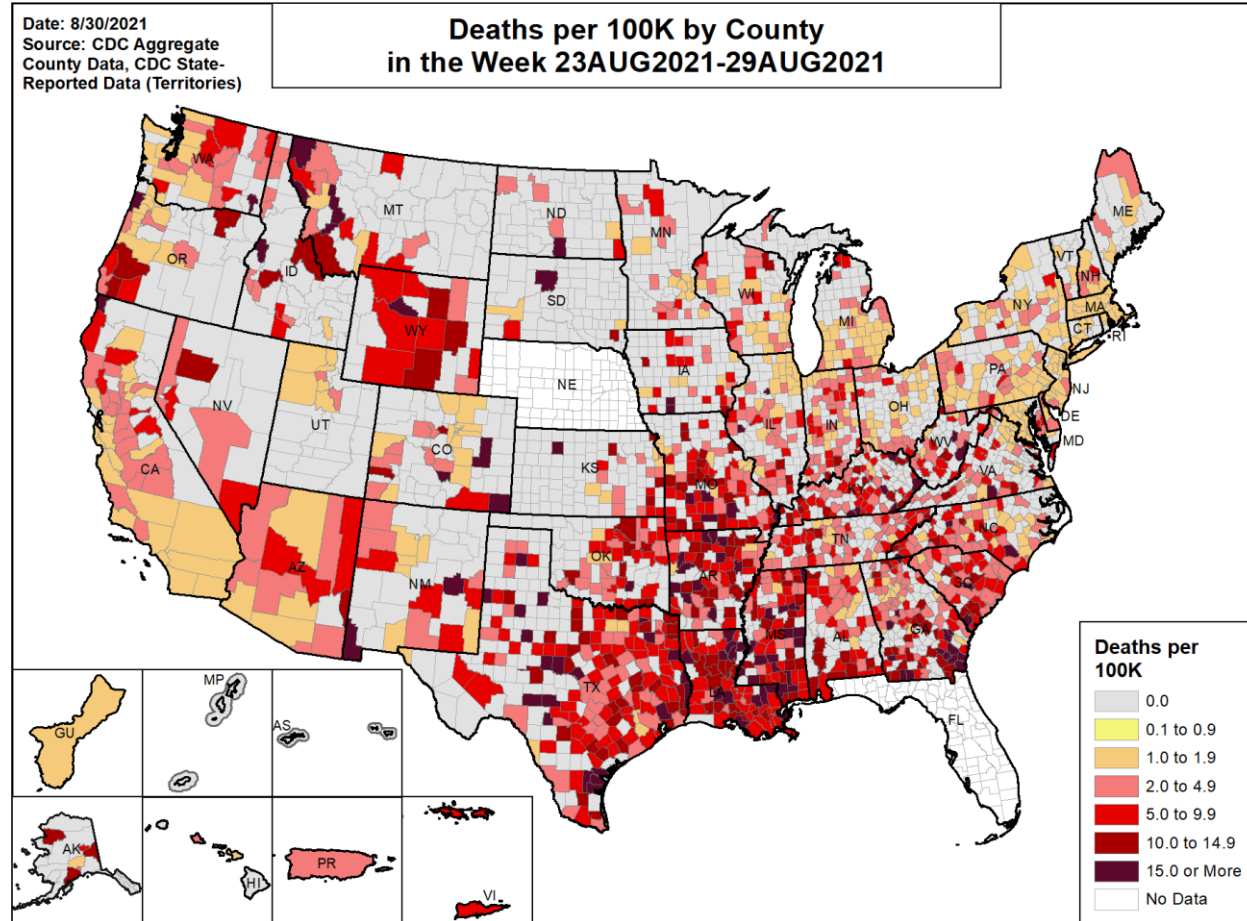 Date: 8/30/2021
Source: CDC Aggregate
County Data, CDC State-
Reported Data (Territories)
Deaths per 100K by County
in the Week 23AUG2021-29AUG2021
WA
MT
ND
MN
ME
OR
ID
SD
WI
VT
NH
NY
MA
CT
RI
MI
WY
IA
PA
NJ
NE
NV
UT
CO
IL
IN
OH
DE
MD
WV
VA
CA
KS
MO
KY
AZ
NM
OK
AR
TN
NC
SC
MS
AL
GA
TX
LA
FL
GU
MP
AS
AK
HI
PR
VI
Deaths per
100K
0.0
0.1 to 0.9
1.0 to 1.9
2.0 to 4.9
5.0 to 9.9
10.0 to 14.9
15.0 or More
No Data